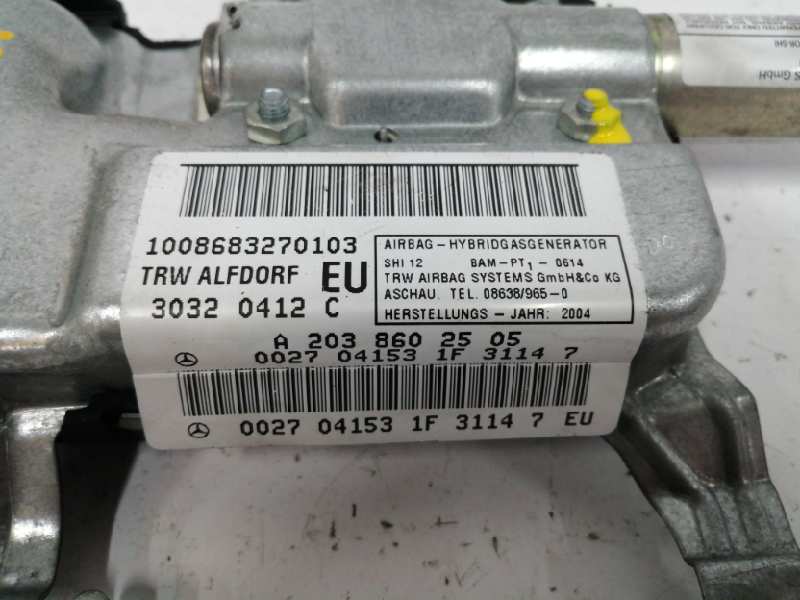 S GmbH
1008683270103
TRW ALFDORF EU
30320 0412 C
AIRBAG - HYBRIDGASGENERATOR
SHI 12 BAM-PT1 - 0614
TRW AIRBAG SYSTEMS GmbH&Co KG
ASCHAU. TEL. 08638/965-0
HERSTELLUNGS - JAHR: 2004
A 203 860 25 05
0027 04153 1F 3114 7
0027 04153 1F 3114 7 EU